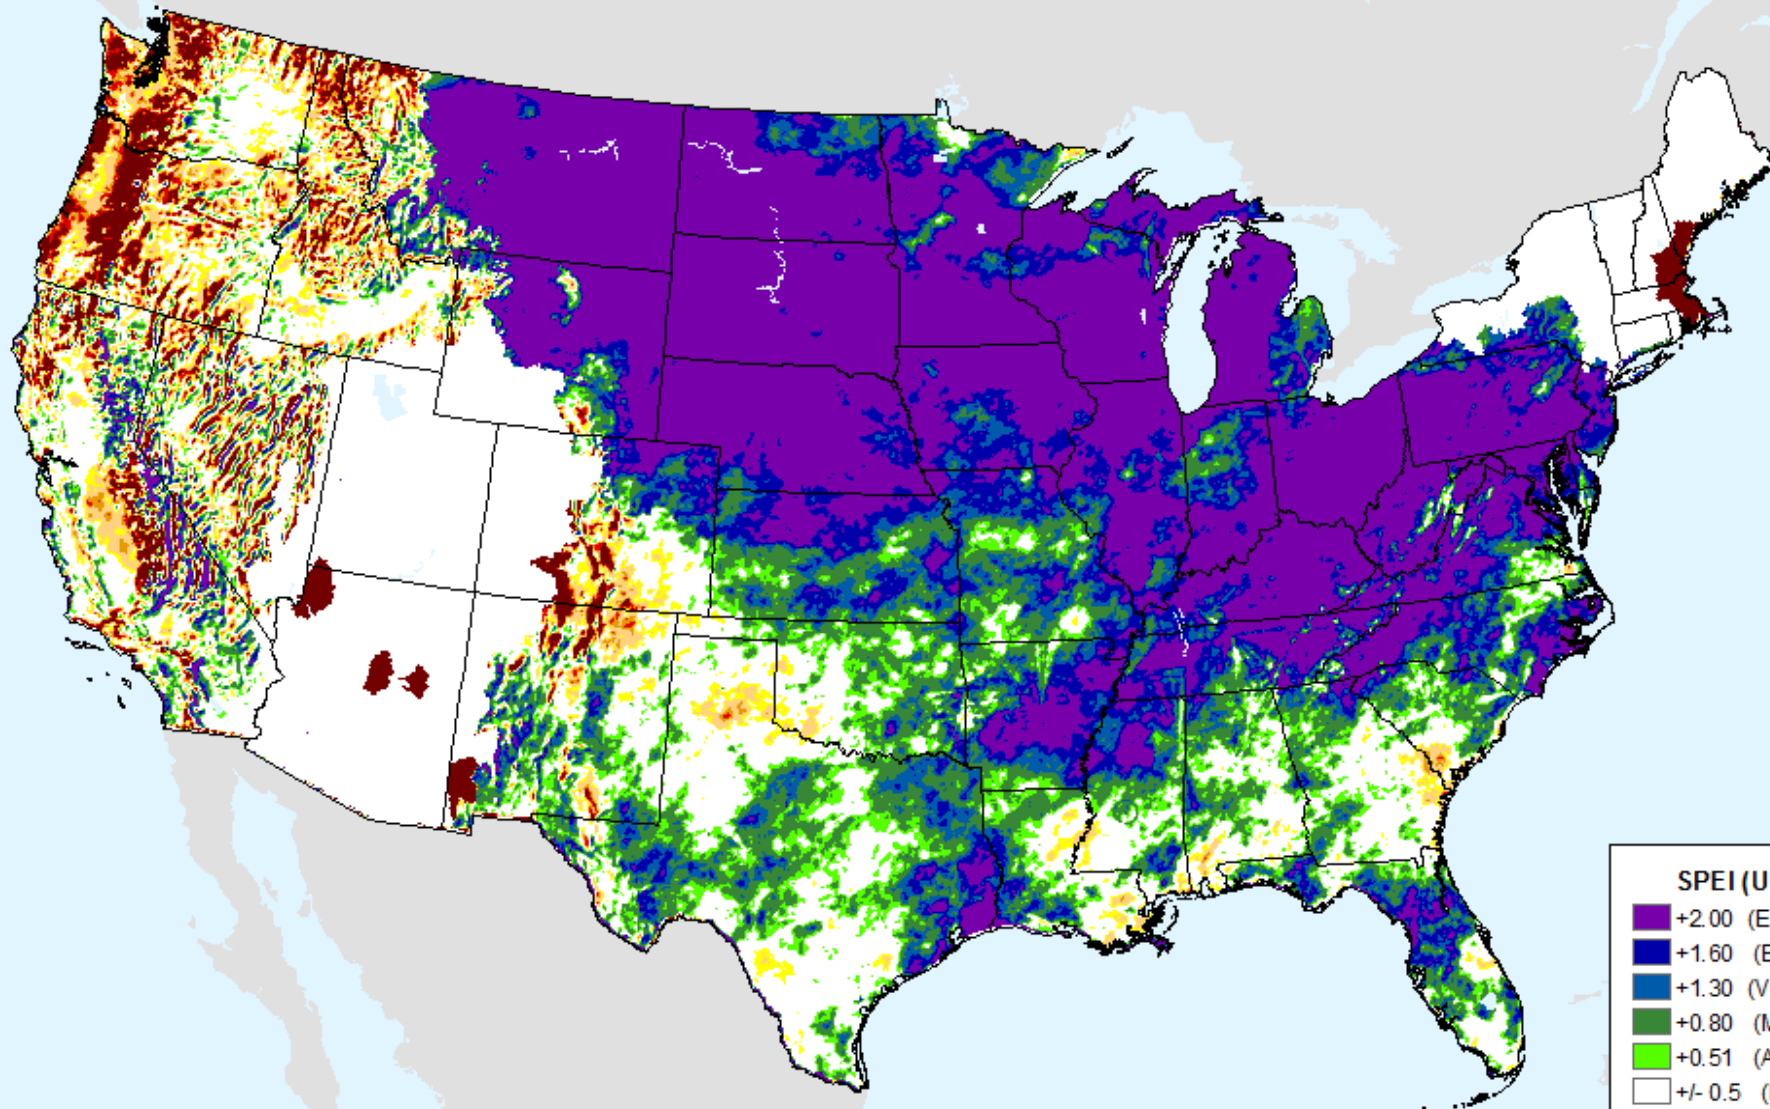 SPEI (U
+2.00 (E
+1.60 (E
+1.30 (V
+0.80 (M
+0.51 (A
+/- 0.5 (